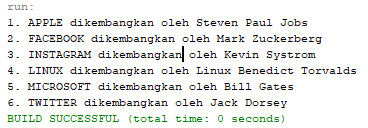 run:
1. APPLE dikembangkan oleh Steven Paul Jobs
2. FACEBOOK dikembangkan oleh Mark Zuckerberg
3. INSTAGRAM dikembangkan oleh Kevin Systrom
4. LINUX dikembangkan oleh Linux Benedict Torvalds
5. MICROSOFT dikembangkan oleh Bill Gates
6. TWITTER dikembangkan oleh Jack Dorsey
BUILD SUCCESSFUL (total time: 0 seconds)